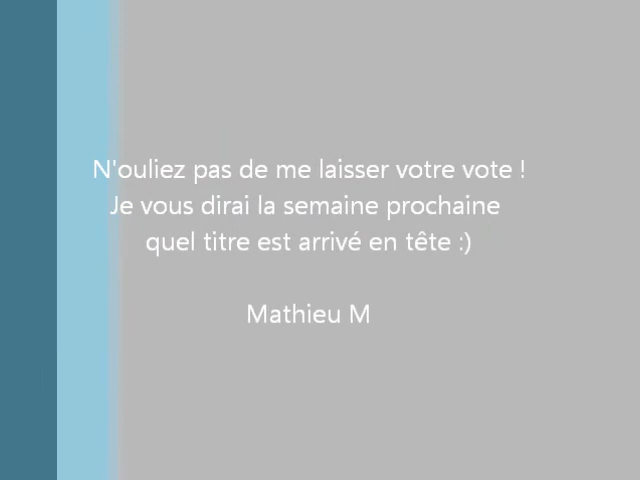 N'ouliez pas de me laisser votre vote !
Je vous dirai la semaine prochaine
quel titre est arrivé en tête :)
Mathieu M